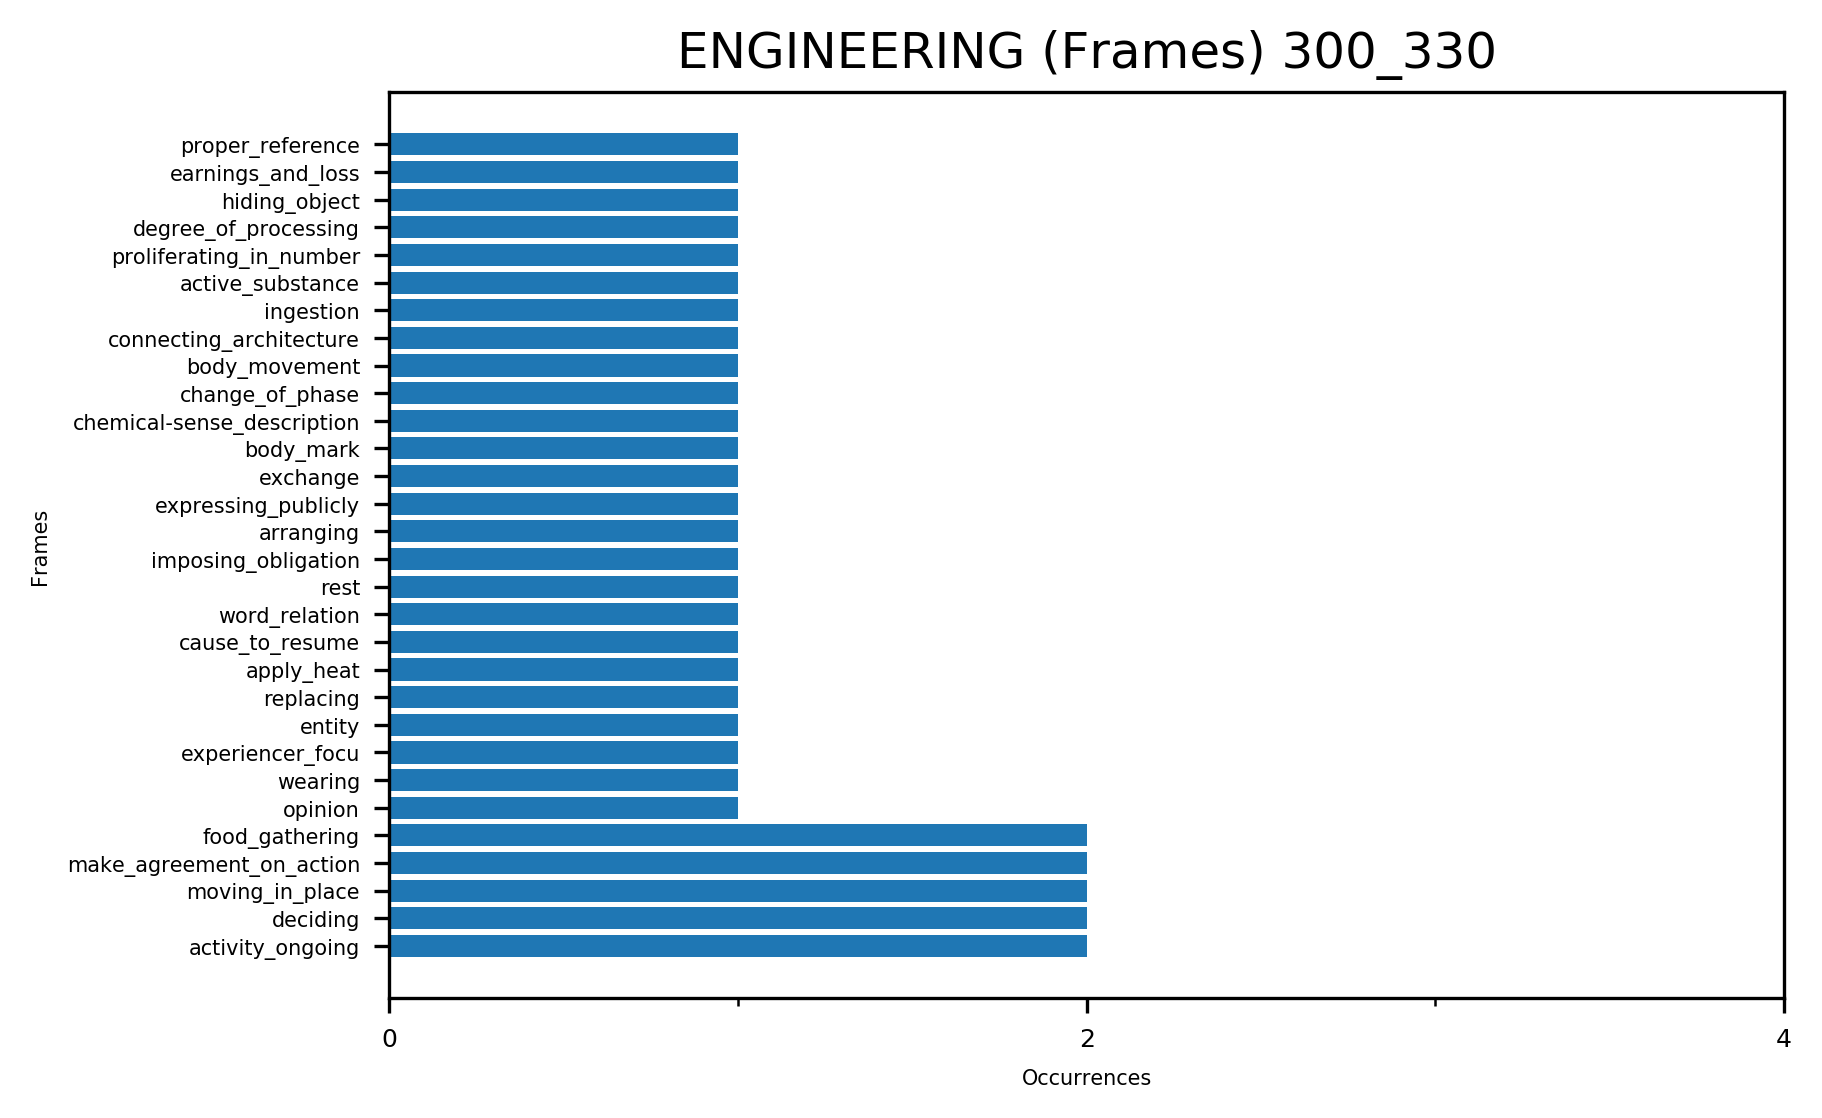 ENGINEERING (Frames) 300_330
proper_reference
earnings_and_loss
hiding_object
degree_of_processing
proliferating_in_number
active_substance
ingestion
connecting_architecture
body_movement
change_of_phase
chemical-sense_description
body_mark
exchange
expressing_publicly
arranging
imposing_obligation
rest
word_relation
cause_to_resume
apply_heat
replacing
entity
experiencer_focu
wearing
opinion
food_gathering
make_agreement_on_action
moving_in_place
deciding
activity_ongoing
Frames
0 2 4
Occurrences